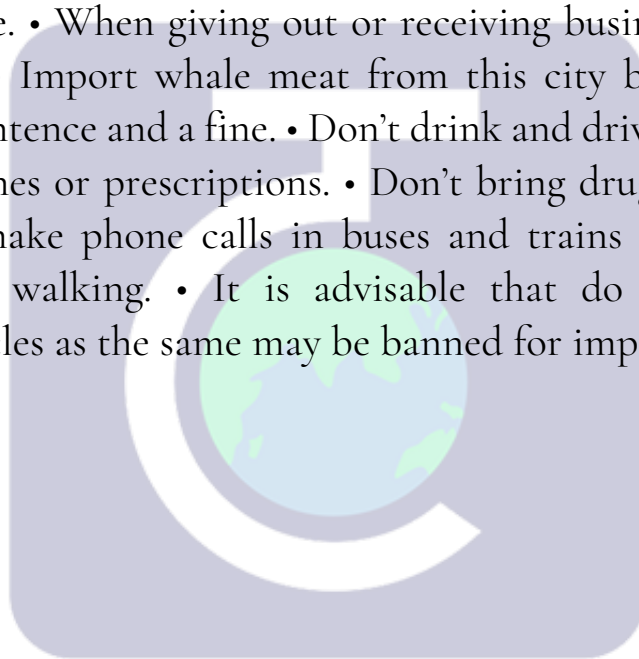 e. • When giving out or receiving busin
Import whale meat from this city b
ntence and a fine. • Don’t drink and driv
nes or prescriptions. • Don’t bring drug
make phone calls in buses and trains
walking. • It is advisable that do
les as the same may be banned for imp